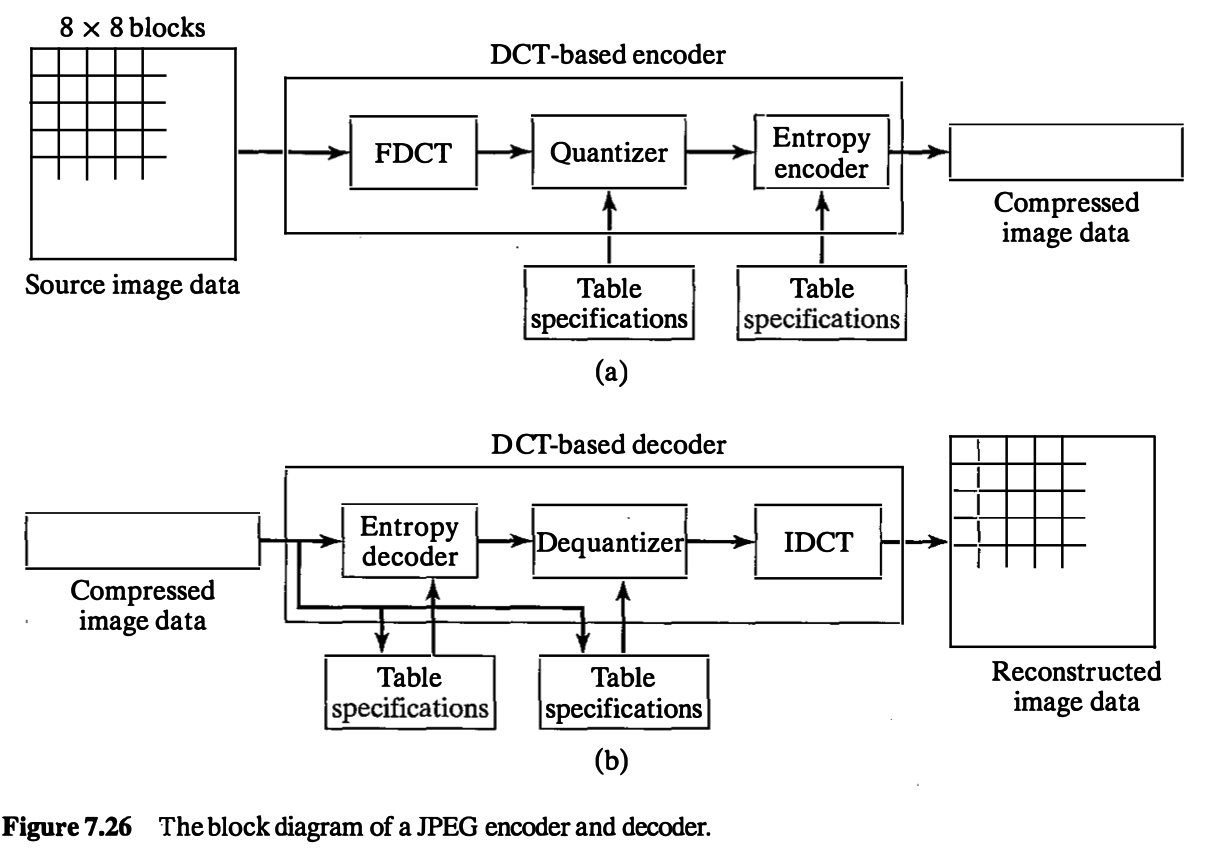 8 × 8 blocks
DCT-based encoder
FDCT
Quantizer
Entropy
encoder
Compressed
image data
Source image data
Table
specifications
Table
specifications
(a)
DCT-based decoder
Entropy
decoder
Dequantizer
IDCT
Compressed
image data
Table
specifications
Table
specifications
Reconstructed
image data
(b)
Figure 7.26 The block diagram of a JPEG encoder and decoder.